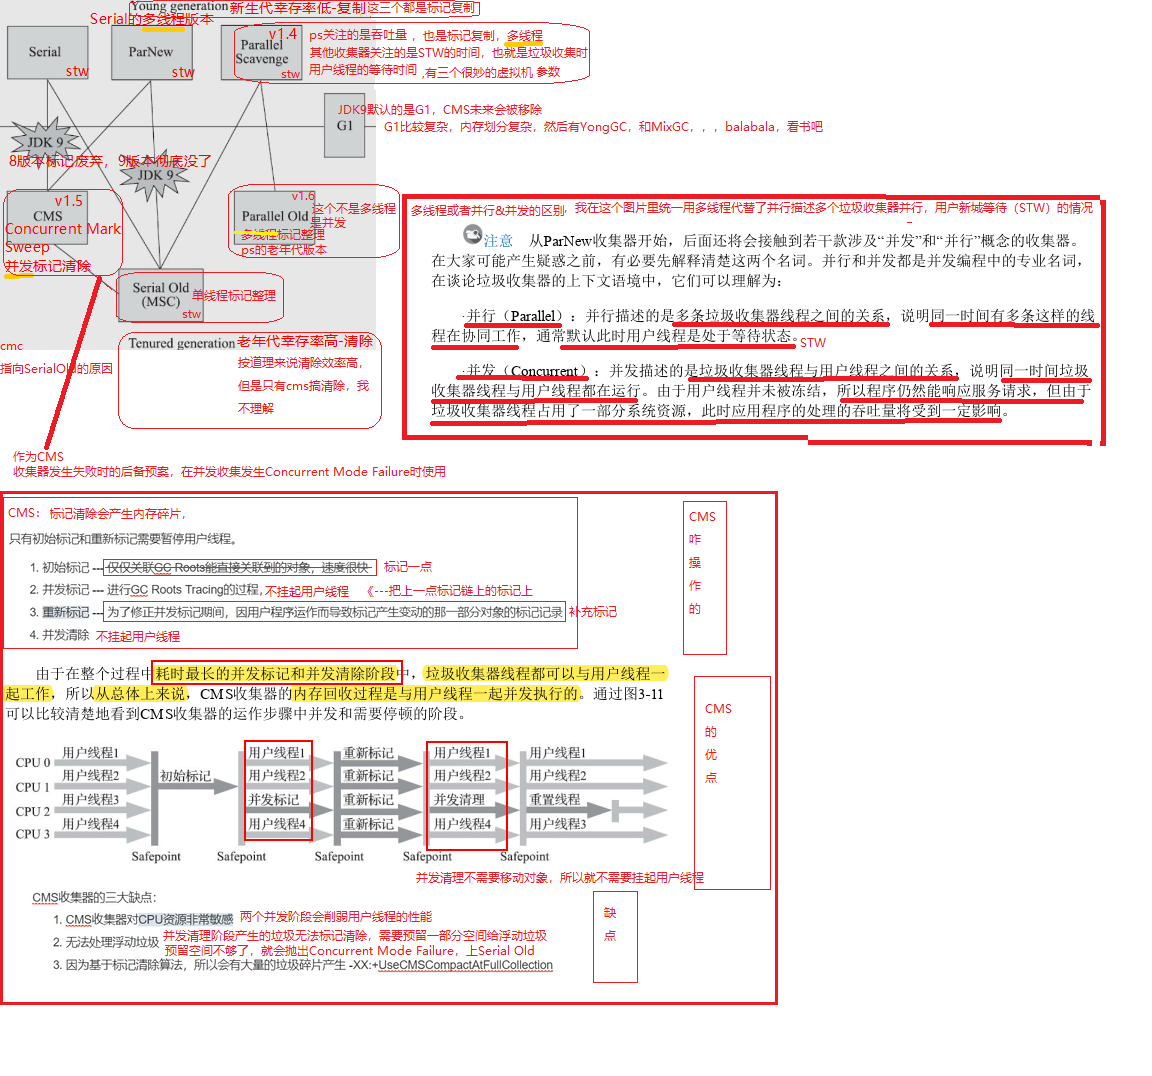 Young generation 新生代幸存率低-复制 这三个都是标记复制
Serial的多线程版本
Serial
stw
ParNew
stw
v1.4
Parallel
Scavenge
stw
ps关注的是吞吐量，也是标记复制，多线程
其他收集器关注的是STW的时间，也就是垃圾收集时
用户线程的等待时间 ,有三个很妙的虚拟机 参数
JDK9默认的是G1，CMS未来会被移除
G1
G1比较复杂，内存划分复杂，然后有YongGC，和MixGC，，，balabala，看书吧
JDK 9
8版本标记废弃，9版本彻底没了
JDK 9
v1.5
CMS
Concurrent Mark
Sweep
并发标记清除
v1.6
Parallel Old
这个不是多线程
是并发
多线程标记整理
ps的老年代版本
Serial Old
(MSC)
stw
单线程标记整理
Tenured generation 老年代幸存率高-清除
按道理来说清除效率高，
但是只有cms搞清除，我
不理解
cmc
指向SerialOld的原因
作为CMS
收集器发生失败时的后备预案，在并发收集发生Concurrent Mode Failure时使用
多线程或者并行&并发的区别，我在这个图片里统一用多线程代替了并行描述多个垃圾收集器并行，用户新域等待（STW）的情况
注意 从ParNew收集器开始，后面还将会接触到若干款涉及“并发”和“并行”概念的收集器。
在大家可能产生疑惑之前，有必要先解释清楚这两个名词。并行和并发都是并发编程中的专业名词，
在谈论垃圾收集器的上下文语境中，它们可以理解为：
·并行（Parallel）：并行描述的是多条垃圾收集器线程之间的关系，说明同一时间有多条这样的线
程在协同工作，通常默认此时用户线程是处于等待状态。STW
·并发（Concurrent）：并发描述的是垃圾收集器线程与用户线程之间的关系，说明同一时间垃圾
收集器线程与用户线程都在运行。由于用户线程并未被冻结，所以程序仍然能响应服务请求，但由于
垃圾收集器线程占用了一部分系统资源，此时应用程序的处理的吞吐量将受到一定影响。
CMS：标记清除会产生内存碎片，
只有初始标记和重新标记需要暂停用户线程。
1. 初始标记 --- 仅仅关联GC Roots能直接关联到的对象，速度很快 标记一点
2. 并发标记 --- 进行GC Roots Tracing的过程, 不挂起用户线程 《---把上一点标记链上的标记上
3. 重新标记 --- 为了修正并发标记期间，因用户程序运作而导致标记产生变动的那一部分对象的标记记录 补充标记
4. 并发清除 不挂起用户线程
CMS
咋
操
作
的
由于在整个过程中耗时最长的并发标记和并发清除阶段中，垃圾收集器线程都可以与用户线程一
起工作，所以从总体上来说，CMS收集器的内存回收过程是与用户线程一起并发执行的。通过图3-11
可以比较清楚地看到CMS收集器的运作步骤中并发和需要停顿的阶段。
CMS
的
优
点
CPU 0 用户线程1 用户线程1 重新标记 用户线程1 用户线程1
CPU 1 用户线程2 初始标记 用户线程2 重新标记 用户线程2 用户线程2
CPU 2 用户线程3 并发标记 重新标记 并发清理 重置线程
CPU 3 用户线程4 用户线程4 重新标记 用户线程4 用户线程3
Safepoint Safepoint Safepoint Safepoint Safepoint
并发清理不需要移动对象，所以就不需要挂起用户线程
CMS收集器的三大缺点：
1. CMS收集器对CPU资源非常敏感 两个并发阶段会削弱用户线程的性能
2. 无法处理浮动垃圾 并发清理阶段产生的垃圾无法标记清除，需要预留一部分空间给浮动垃圾
预留空间不够了，就会抛出Concurrent Mode Failure，上Serial Old
3. 因为基于标记清除算法，所以会有大量的垃圾碎片产生 -XX:+UseCMSCompactAtFullCollection
缺
点